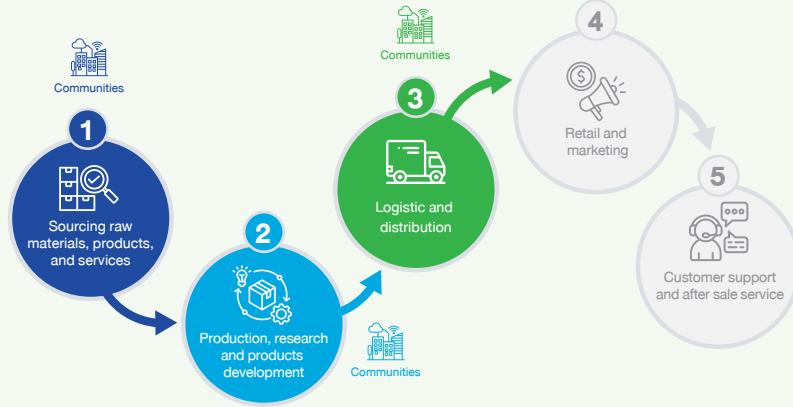 Communities
1
Sourcing raw
materials, products,
and services
2
Production, research
and products
development
Communities
Communities
3
Logistic and
distribution
4
$
Retail and
marketing
5
Customer support
and after sale service